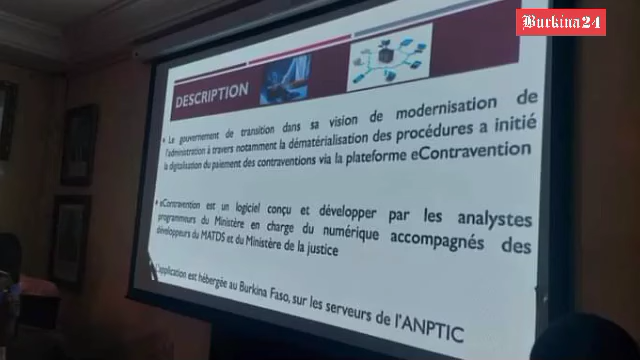 Burkina24
DESCRIPTION
Le gouvernement de transition dans sa vision de modernisation de
l'administration à travers notamment la dématérialisation des procédures a initié
la digitalisation du paiement des contraventions via la plateforme eContravention
eContravention est un logiciel conçu et développer par les analystes
programmeurs du Ministère en charge du numérique accompagnés des
développeurs du MATDS et du Ministère de la justice
L'application est hébergée au Burkina Faso, sur les serveurs de l'ANPTIC